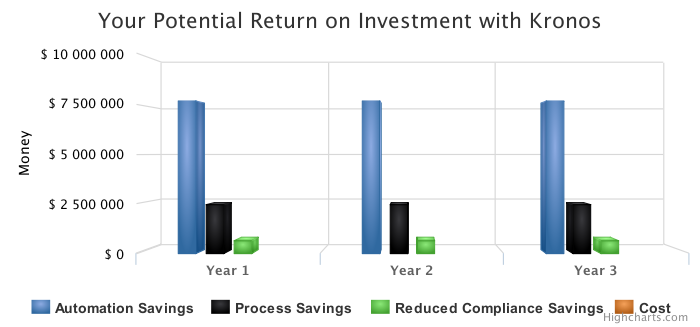 Your Potential Return on Investment with Kronos
$ 10 000 000
$ 7 500 000
$ 5 000 000
$ 2 500 000
$ 0
Money
Year 1 Year 2 Year 3
Automation Savings Process Savings Reduced Compliance Savings Cost
Highcharts.com